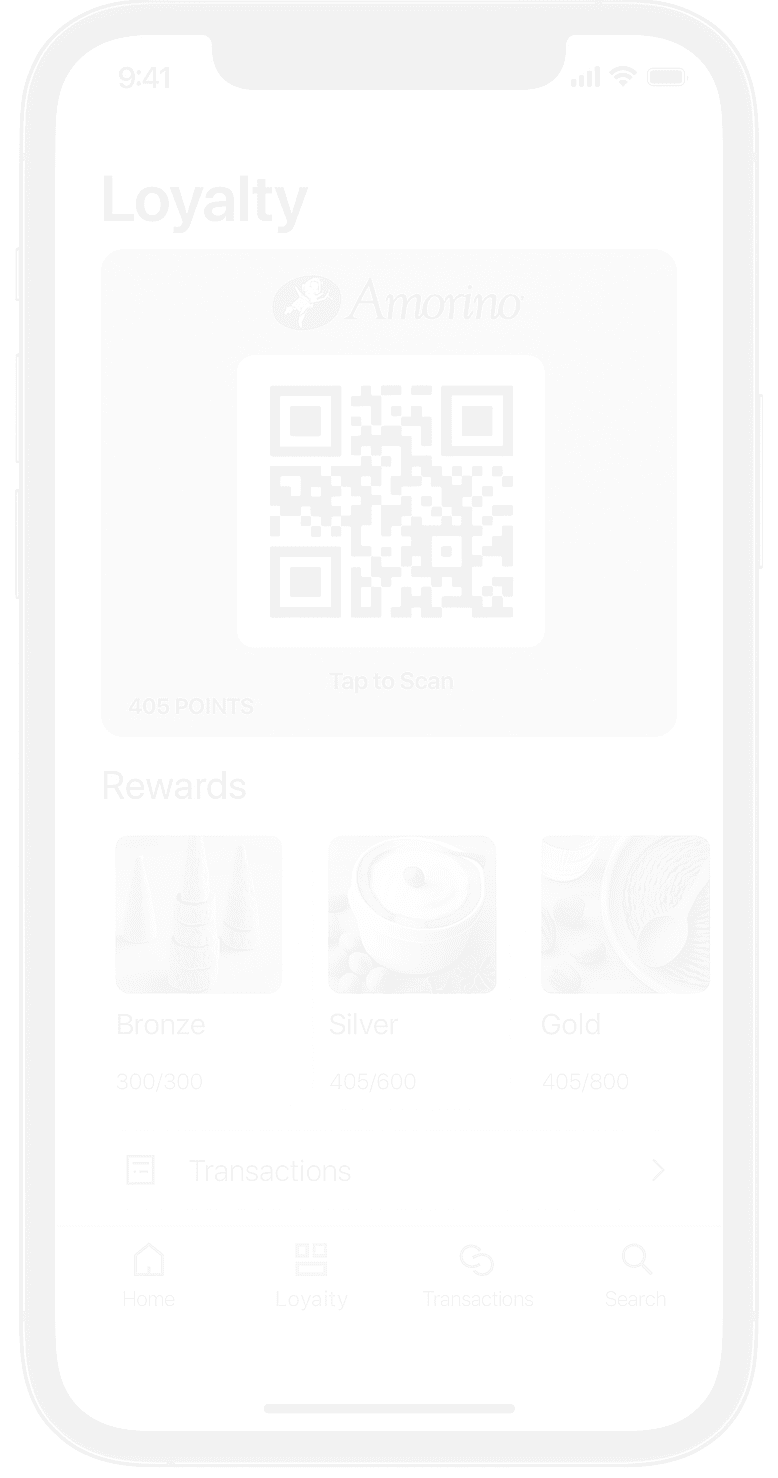 9:41
Loyalty
Amorino
Tap to Scan
405 POINTS
Rewards
Bronze Silver Gold
300/300 405/600 405/800
Transactions
Home Loyalty Transactions Search